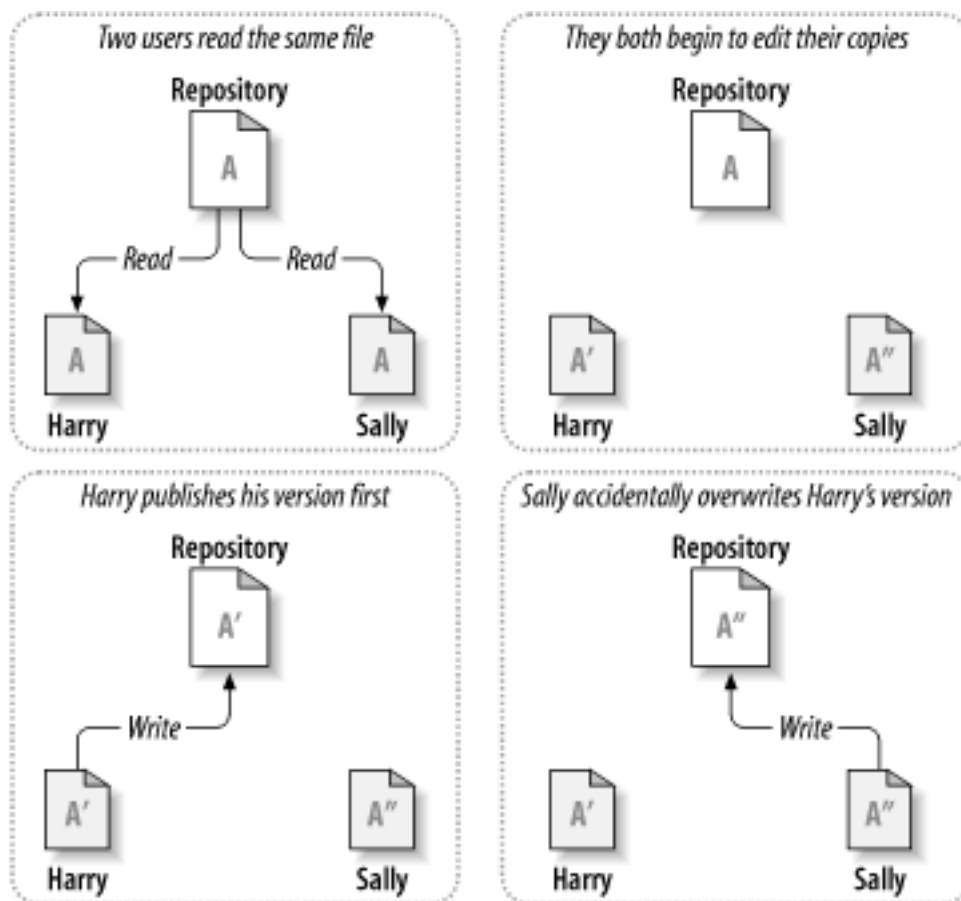 Two users read the same file
Repository
A
Read
Read
A
A
Harry
Sally
They both begin to edit their copies
Repository
A
A'
A"
Harry
Sally
Harry publishes his version first
Repository
A'
Write
A'
A"
Harry
Sally
Sally accidentally overwrites Harry's version
Repository
A"
Write
A'
A"
Harry
Sally